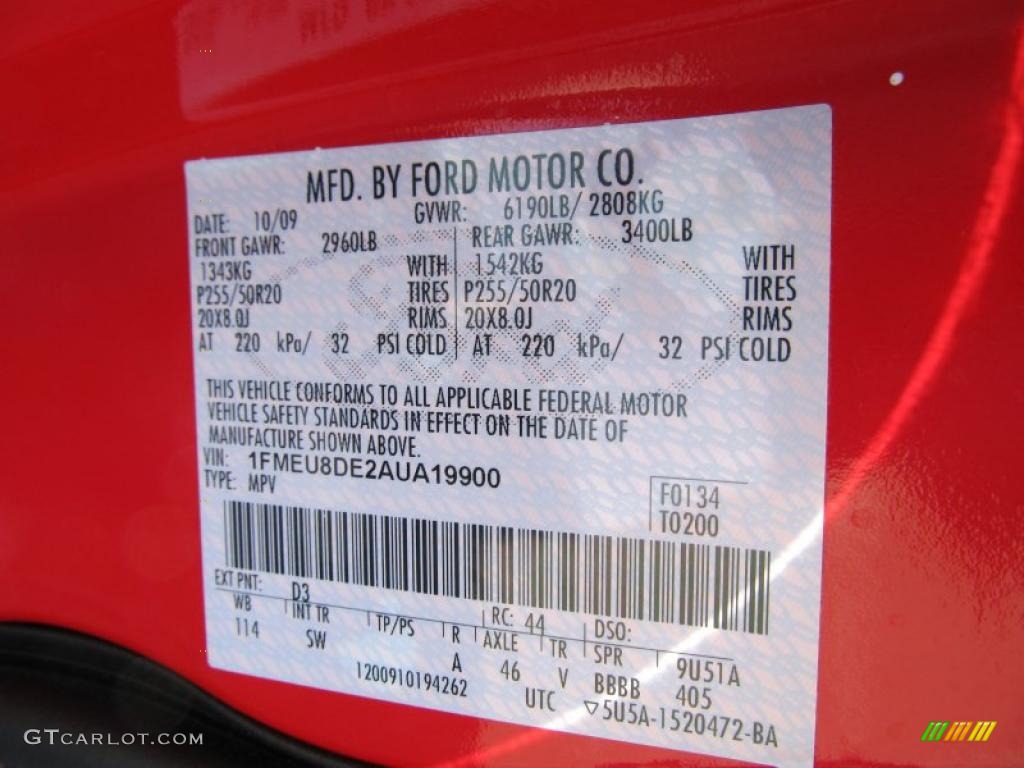 MFD. BY FORD MOTOR CO.
DATE: 10/09 GVWR: 6190LB/ 2808KG
FRONT GAWR: 2960LB REAR GAWR: 3400LB
1343KG WITH 1542KG WITH
P255/50R20 TIRES P255/50R20 TIRES
20X8.0J RIMS 20X8.0J RIMS
AT 220 kPa/ 32 PSI COLD AT 220 kPa/ 32 PSI COLD
THIS VEHICLE CONFORMS TO ALL APPLICABLE FEDERAL MOTOR
VEHICLE SAFETY STANDARDS IN EFFECT ON THE DATE OF
MANUFACTURE SHOWN ABOVE.
VIN: 1FMEU8DE2AUA19900
TYPE: MPV
F0134
T0200
EXT PNT: D3 RC: 44 DSO:
WB INT TR TP/PS R AXLE TR SPR 9U51A
114 SW A 46 V BBBB 405
1200910194262 UTC ▽5U5A-1520472-BA
GTCARLOT.COM